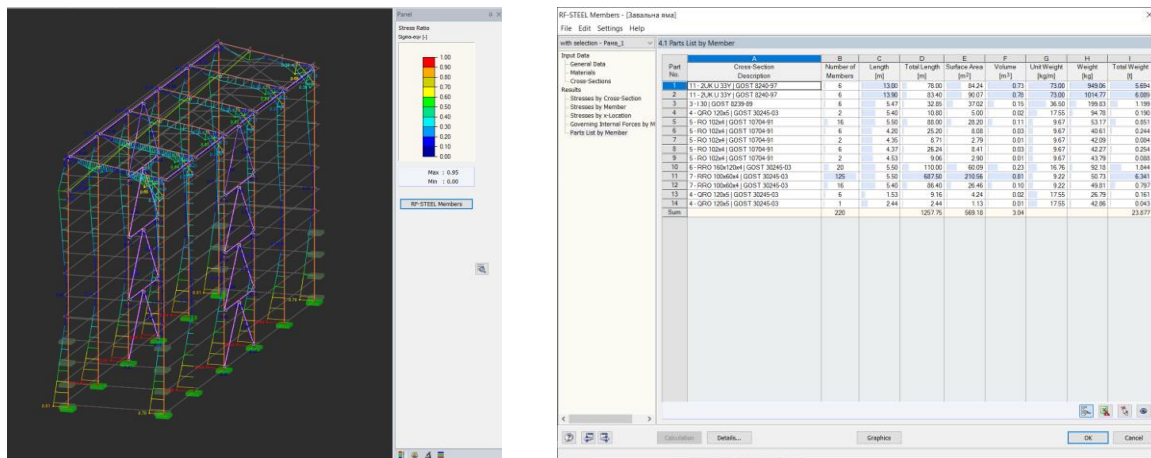 Panel
Stress Ratio
Sigma-eqv [-]
1.00
0.90
0.80
0.70
0.60
0.50
0.40
0.30
0.20
0.10
0.00
Max : 0.95
Min : 0.00
RF-STEEL Members
RF-STEEL Members - [Завальна яма]
File Edit Settings Help
with selection - Рама_1
4.1 Parts List by Member
Input Data
General Data
Materials
Cross-Sections
Results
Stresses by Cross-Section
Stresses by Member
Stresses by x-Location
Governing Internal Forces by M
Parts List by Member
A B C D E F G H I
Part Cross-Section Number of Length Total Length Surface Area Volume Unit Weight Weight Total Weight
No. Description Members [m] [m] [m²] [m³] [kg/m] [kg] [t]
1 11 - 2UK U 33Y | GOST 8240-97 6 13.00 78.00 84.24 0.73 73.00 949.06 5.694
2 11 - 2UK U 33Y | GOST 8240-97 6 13.90 83.40 90.07 0.78 73.00 1014.77 6.089
3 3 - I 30 | GOST 8239-89 6 5.47 32.85 37.02 0.15 36.50 199.83 1.199
4 4 - QRO 120x5 | GOST 30245-03 2 5.40 10.80 5.00 0.02 17.55 94.78 0.190
5 5 - RO 102x4 | GOST 10704-91 16 5.50 88.00 28.20 0.11 9.67 53.17 0.851
6 5 - RO 102x4 | GOST 10704-91 6 4.20 25.20 8.08 0.03 9.67 40.61 0.244
7 5 - RO 102x4 | GOST 10704-91 2 4.35 8.71 2.79 0.01 9.67 42.09 0.084
8 5 - RO 102x4 | GOST 10704-91 6 4.37 26.24 8.41 0.03 9.67 42.27 0.254
9 5 - RO 102x4 | GOST 10704-91 2 4.53 9.06 2.90 0.01 9.67 43.79 0.088
10 6 - RRO 160x120x4 | GOST 30245-03 20 5.50 110.00 60.09 0.23 16.76 92.18 1.844
11 7 - RRO 100x60x4 | GOST 30245-03 125 5.50 687.50 210.56 0.81 9.22 50.73 6.341
12 7 - RRO 100x60x4 | GOST 30245-03 16 5.40 86.40 26.46 0.10 9.22 49.81 0.797
13 4 - QRO 120x5 | GOST 30245-03 6 1.53 9.16 4.24 0.02 17.55 26.79 0.161
14 4 - QRO 120x5 | GOST 30245-03 1 2.44 2.44 1.13 0.01 17.55 42.86 0.043
Sum 220 1257.75 569.18 3.04 23.877
Calculation Details... Graphics OK Cancel